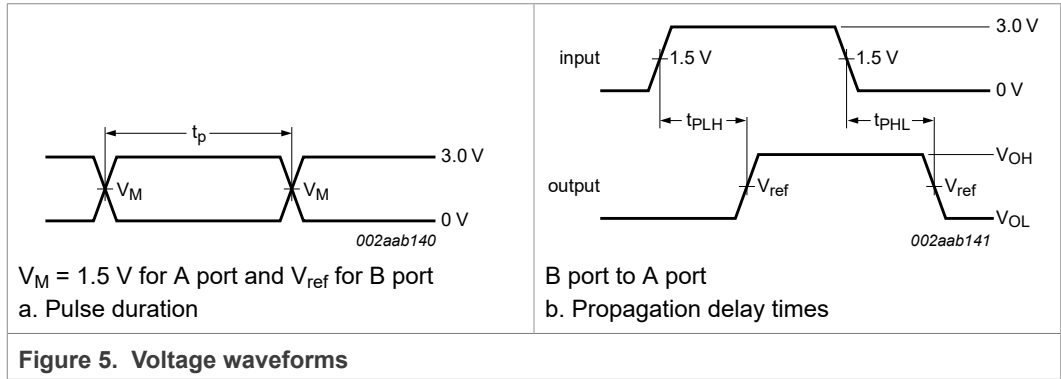 t_p
3.0 V
V_M
V_M
0 V
002aab140
V_M = 1.5 V for A port and V_ref for B port
a. Pulse duration
3.0 V
input
1.5 V
1.5 V
0 V
t_PLH
t_PHL
V_OH
output
V_ref
V_ref
V_OL
002aab141
B port to A port
b. Propagation delay times
Figure 5. Voltage waveforms